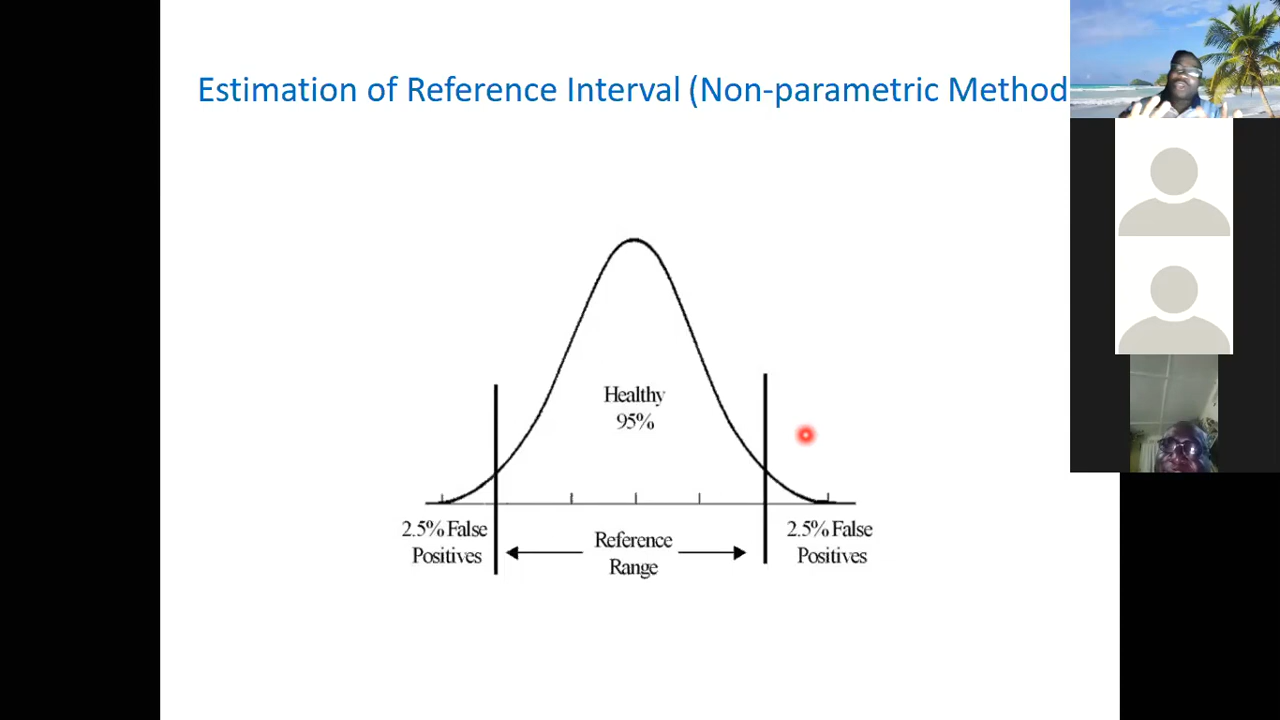 Estimation of Reference Interval (Non-parametric Method
Healthy
95%
2.5% False
Positives
Reference
Range
2.5% False
Positives